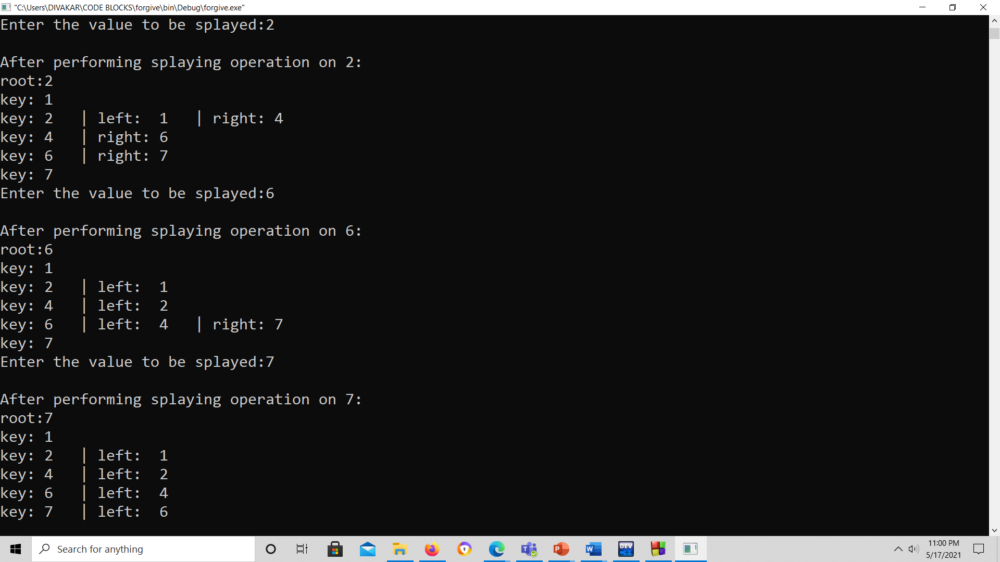 "C:\Users\DIVAKAR\CODE BLOCKS\forgive\bin\Debug\forgive.exe"
Enter the value to be splayed:2
After performing splaying operation on 2:
root:2
key: 1
key: 2 | left: 1 | right: 4
key: 4 | right: 6
key: 6 | right: 7
key: 7
Enter the value to be splayed:6
After performing splaying operation on 6:
root:6
key: 1
key: 2 | left: 1
key: 4 | left: 2
key: 6 | left: 4 | right: 7
key: 7
Enter the value to be splayed:7
After performing splaying operation on 7:
root:7
key: 1
key: 2 | left: 1
key: 4 | left: 2
key: 6 | left: 4
key: 7 | left: 6
Search for anything
DEV
C++
11:00 PM
5/17/2021